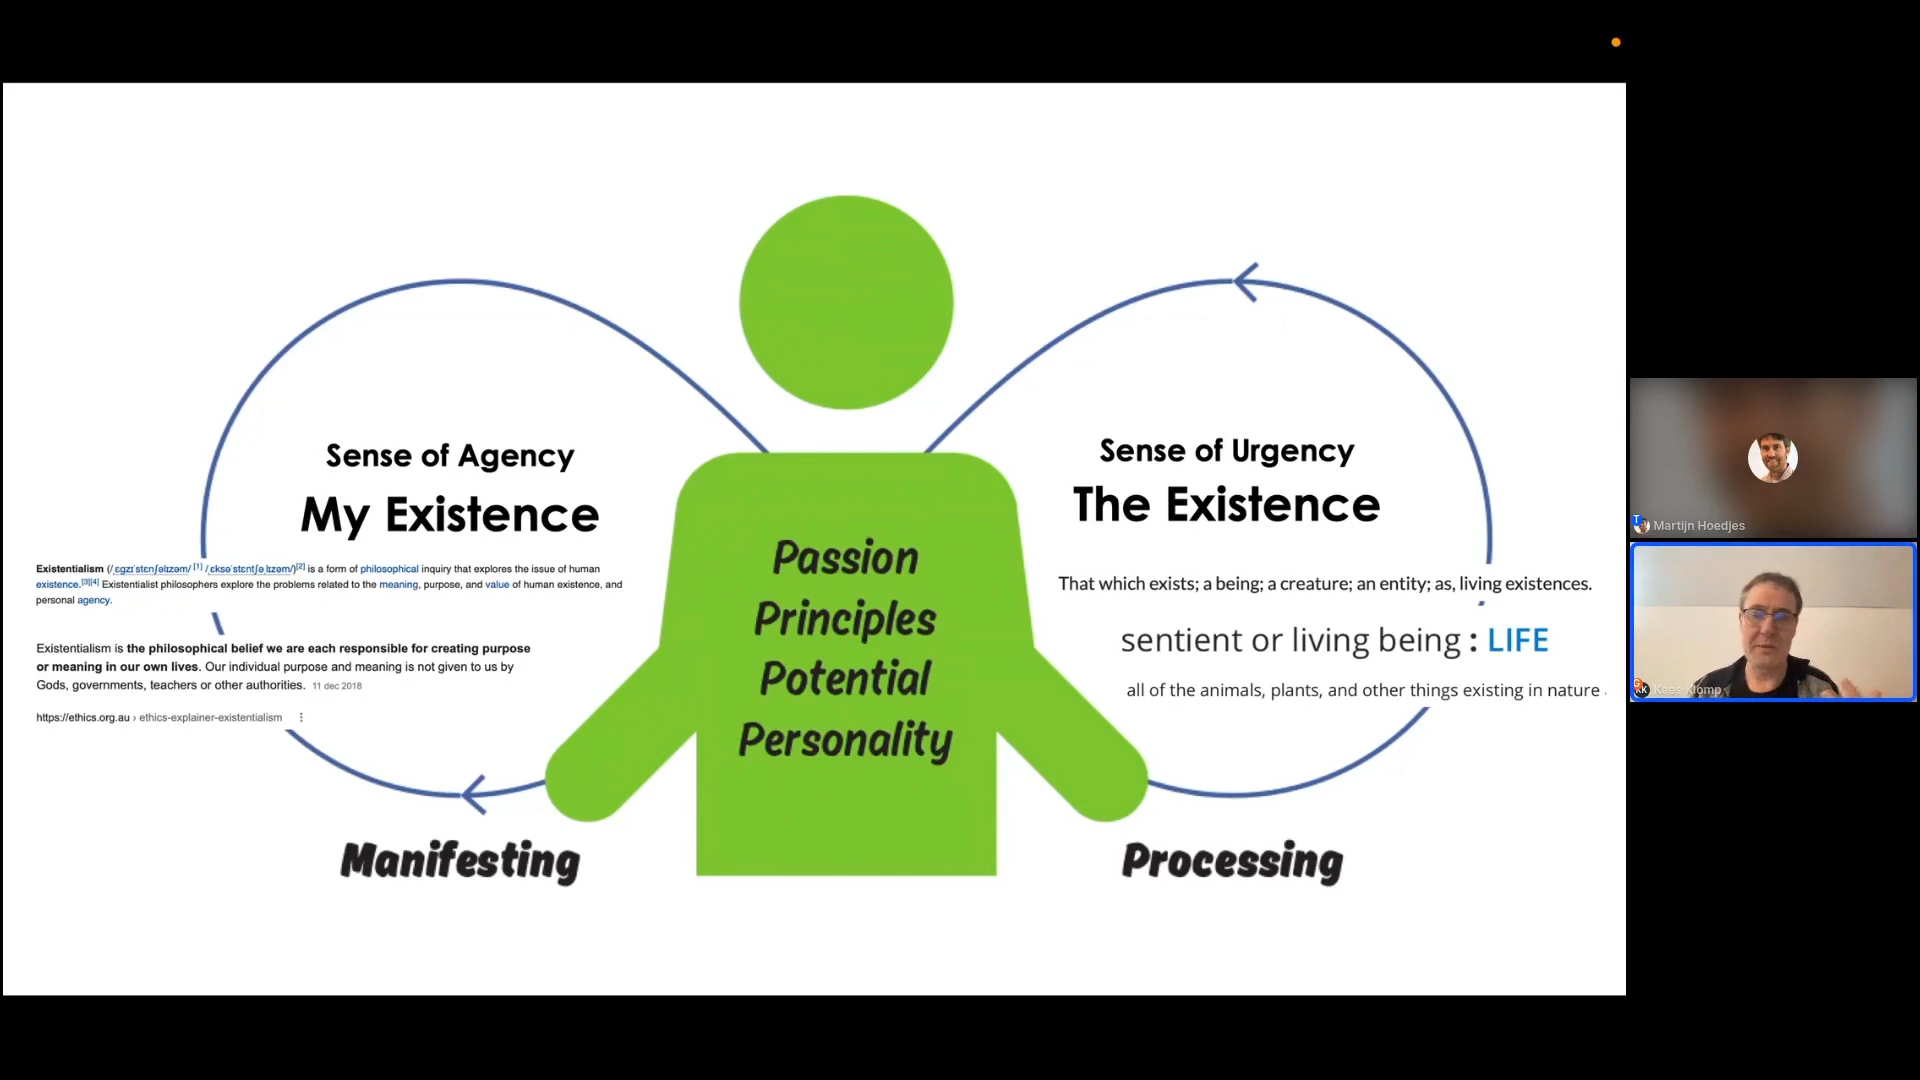 Sense of Agency
My Existence
Existentialism (/ˌɛɡzɪˈstɛnʃəlɪzəm/ [1] /ˌɛksəˈstɛntʃəˌlɪzəm/)[2] is a form of philosophical inquiry that explores the issue of human
existence.[3][4] Existentialist philosophers explore the problems related to the meaning, purpose, and value of human existence, and
personal agency.
Existentialism is the philosophical belief we are each responsible for creating purpose
or meaning in our own lives. Our individual purpose and meaning is not given to us by
Gods, governments, teachers or other authorities. 11 dec 2018
https://ethics.org.au › ethics-explainer-existentialism
Manifesting
Passion
Principles
Potential
Personality
Sense of Urgency
The Existence
That which exists; a being; a creature; an entity; as, living existences.
sentient or living being : LIFE
all of the animals, plants, and other things existing in nature
Processing
Martijn Hoedjes
Kees Klomp